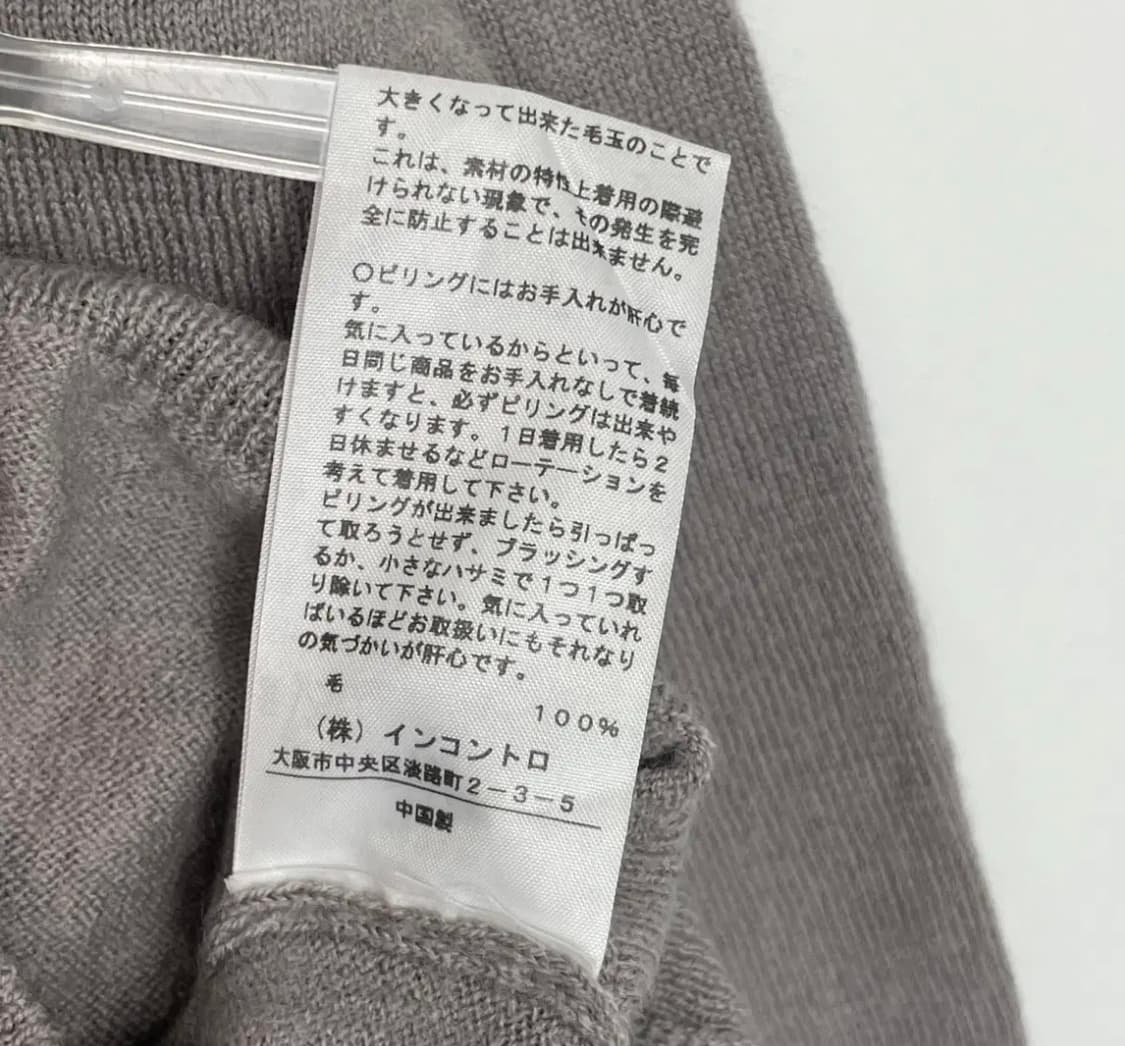 大きくなって出来た毛玉のことで
す。
これは、素材の特性上着用の際避
けられない現象で、その発生を完
全に防止することは出来ません。
○ピリングにはお手入れが肝心で
す。
気に入っているからといって、毎
日同じ商品をお手入れなしで着続
けますと、必ずピリングは出来や
すくなります。1日着用したら2
日休ませるなどローテーションを
考えて着用して下さい。
ピリングが出来ましたら引っぱっ
て取ろうとせず、ブラッシングす
るか、小さなハサミで1つ1つ取
り除いて下さい。気に入っていれ
ばいるほどお取扱いにもそれなり
の気づかいが肝心です。
毛
100%
(株)インコントロ
大阪市中央区淡路町2-3-5
中国製